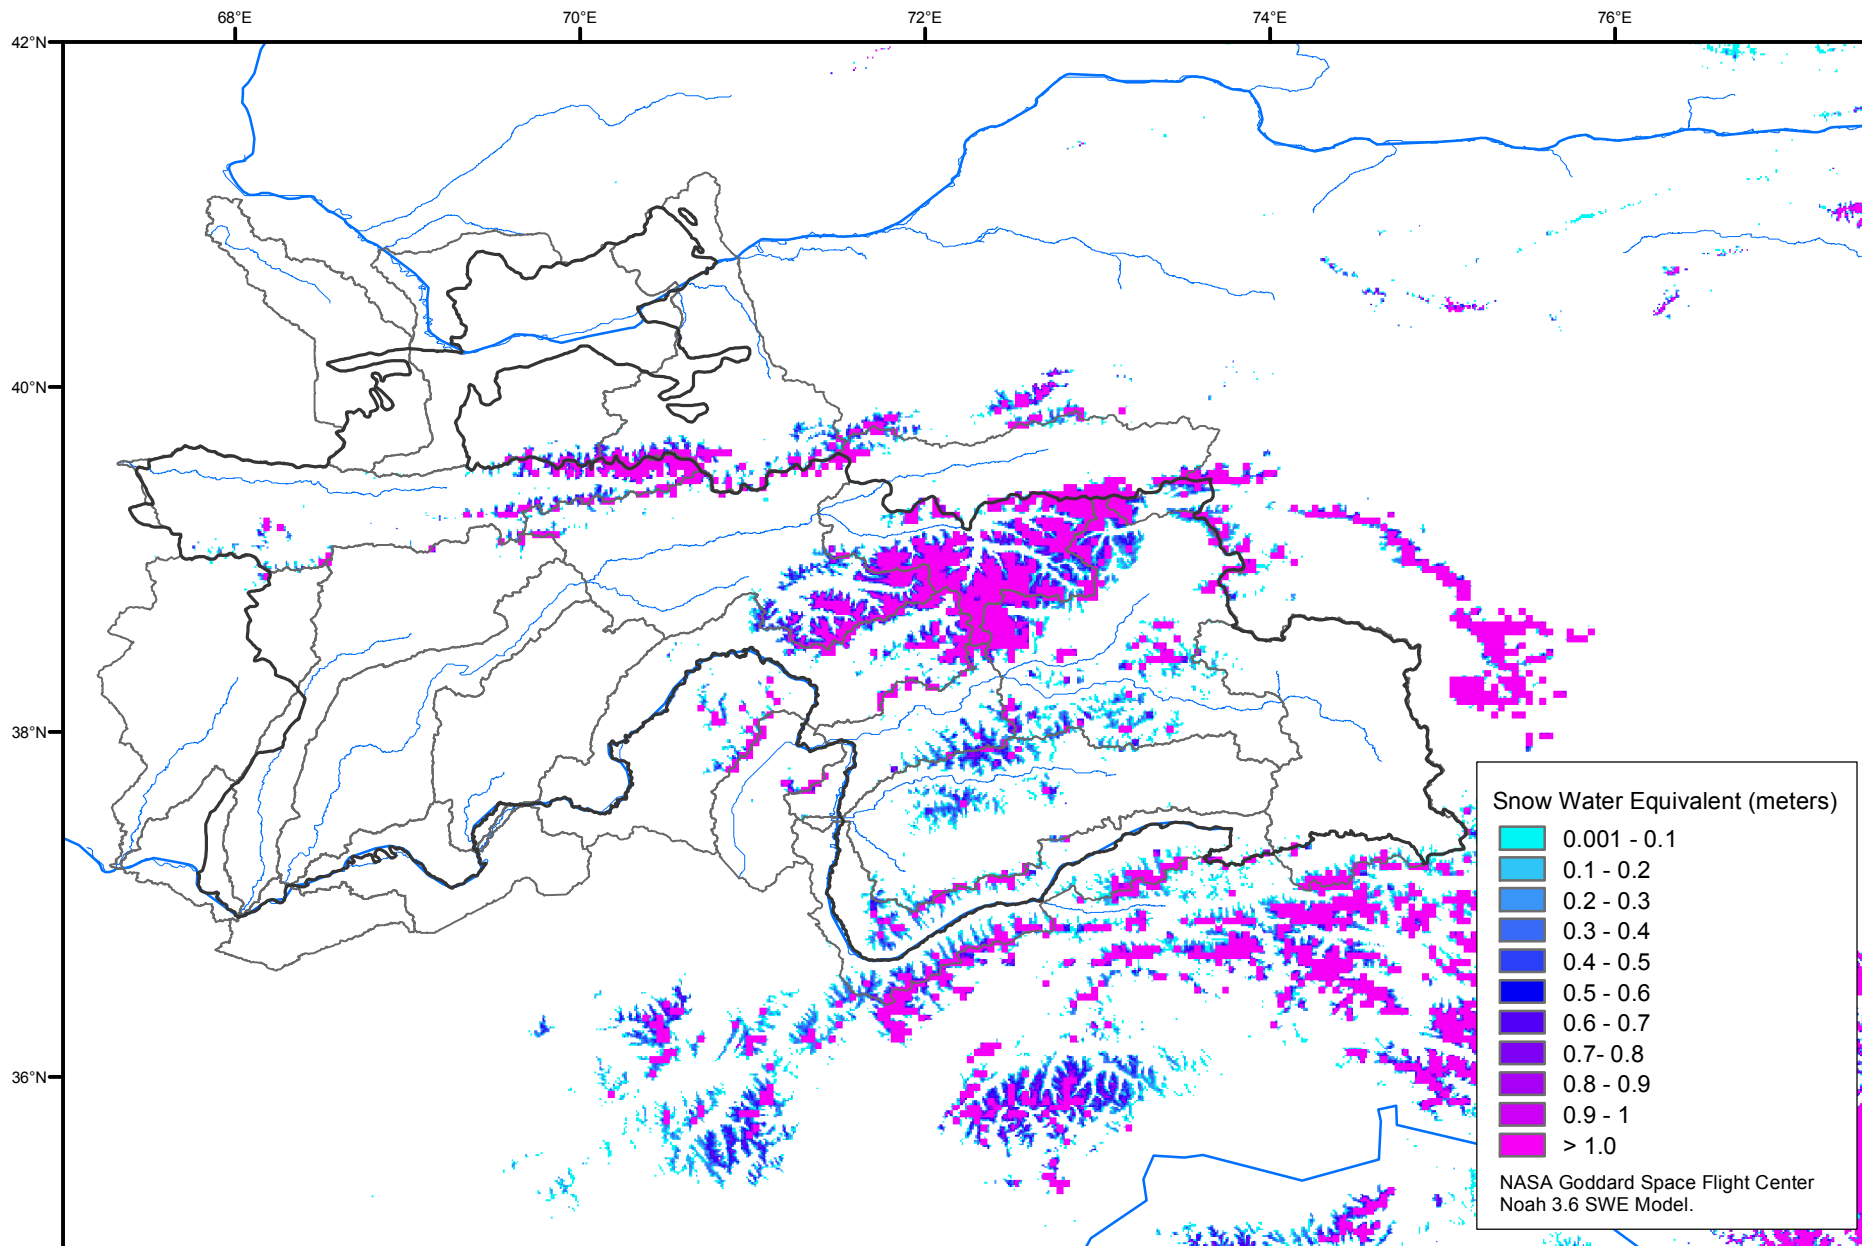 68°E 70°E 72°E 74°E 76°E
42°N
40°N
38°N
36°N
Snow Water Equivalent (meters)
0.001 - 0.1
0.1 - 0.2
0.2 - 0.3
0.3 - 0.4
0.4 - 0.5
0.5 - 0.6
0.6 - 0.7
0.7- 0.8
0.8 - 0.9
0.9 - 1
> 1.0
NASA Goddard Space Flight Center
Noah 3.6 SWE Model.